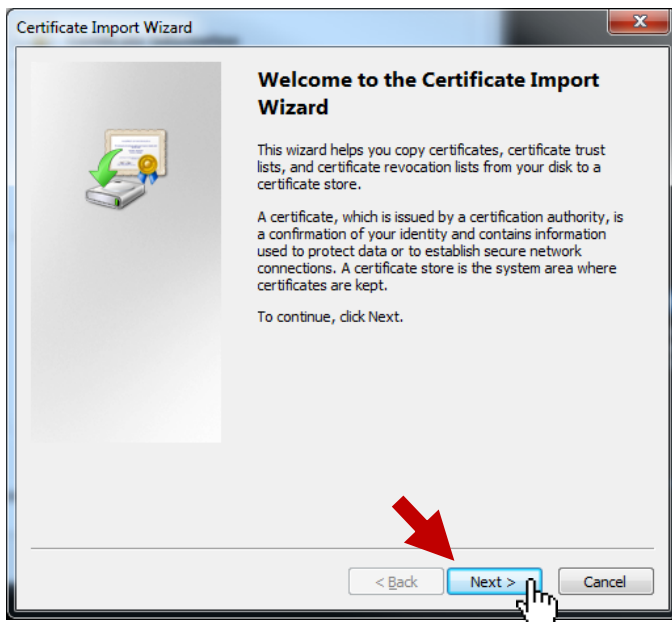 Certificate Import Wizard
Welcome to the Certificate Import
Wizard
This wizard helps you copy certificates, certificate trust
lists, and certificate revocation lists from your disk to a
certificate store.
A certificate, which is issued by a certification authority, is
a confirmation of your identity and contains information
used to protect data or to establish secure network
connections. A certificate store is the system area where
certificates are kept.
To continue, click Next.
< Back Next > Cancel